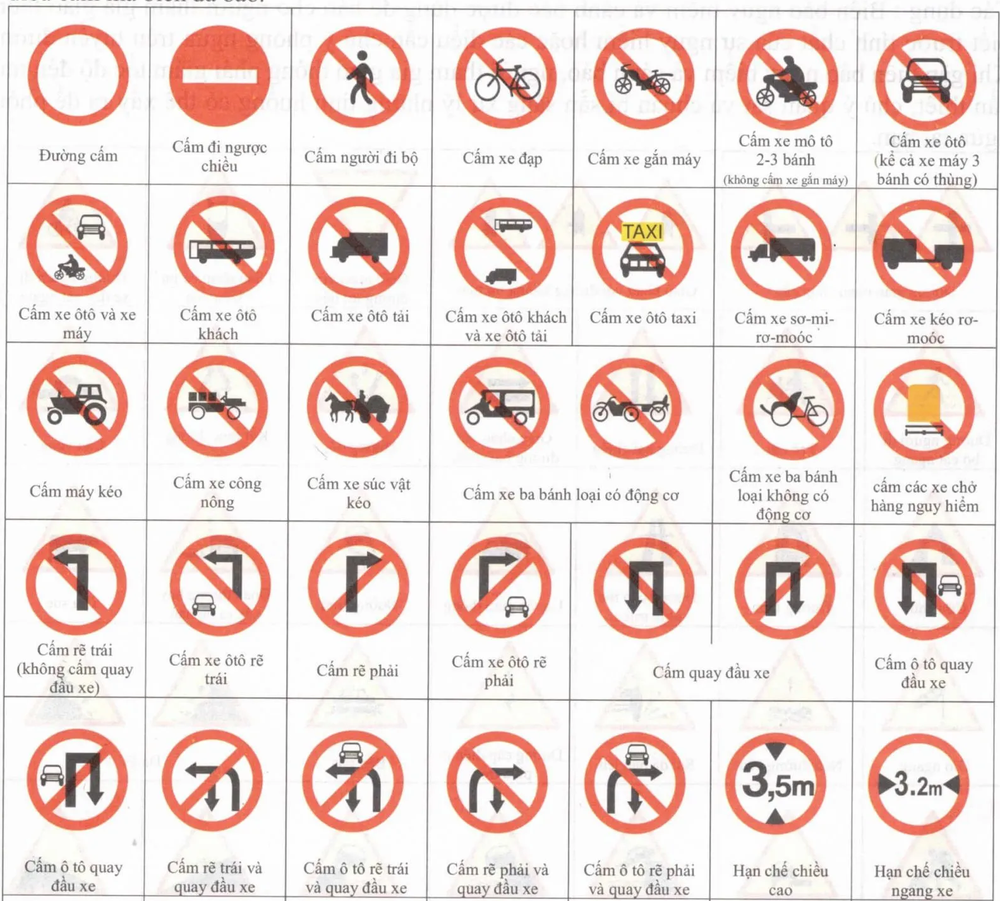 Đường cấm
Cấm đi ngược
chiều
Cấm người đi bộ
Cấm xe đạp
Cấm xe gắn máy
Cấm xe mô tô
2-3 bánh
(không cấm xe gắn máy)
Cấm xe ôtô
(kể cả xe máy 3
bánh có thùng)
TAXI
Cấm xe ôtô và xe
máy
Cấm xe ôtô
khách
Cấm xe ôtô tải
Cấm xe ôtô khách
và xe ôtô tải
Cấm xe ôtô taxi
Cấm xe sơ-mi-
rơ-moóc
Cấm xe kéo rơ-
moóc
Cấm máy kéo
Cấm xe công
nông
Cấm xe súc vật
kéo
Cấm xe ba bánh loại có động cơ
Cấm xe ba bánh
loại không có
động cơ
cấm các xe chở
hàng nguy hiểm
Cấm rẽ trái
(không cấm quay
đầu xe)
Cấm xe ôtô rẽ
trái
Cấm rẽ phải
Cấm xe ôtô rẽ
phải
Cấm quay đầu xe
Cấm ô tô quay
đầu xe
3,5m
3.2m
Cấm ô tô quay
đầu xe
Cấm rẽ trái và
quay đầu xe
Cấm ô tô rẽ trái
và quay đầu xe
Cấm rẽ phải và
quay đầu xe
Cấm ô tô rẽ phải
và quay đầu xe
Hạn chế chiều
cao
Hạn chế chiều
ngang xe